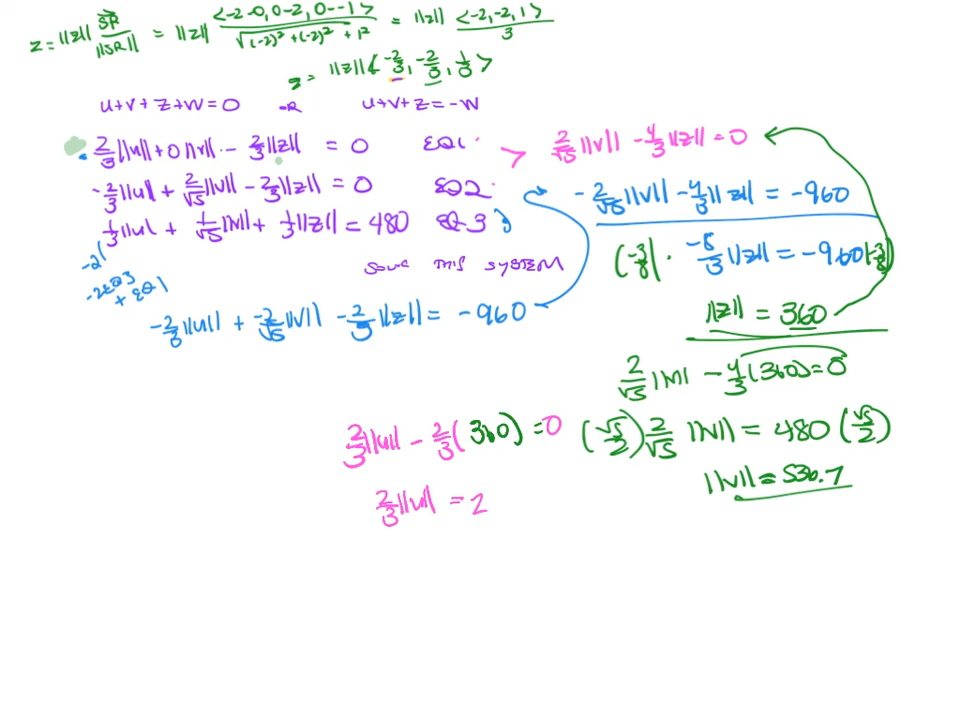 z = ||z|| SR/||SR|| = ||z|| <-2-0, 0-2, 0--1>/√((-2)²+(-2)²+1²) = ||z|| <-2,-2,1>/3
z = ||z|| <-2/3, -2/3, 1/3>
u+v+z+w=0 or u+v+z=-w
2/3||u|| + 0||v|| - 2/3||z|| = 0 EQ1
-2/3||u|| + 2/√5||v|| - 2/3||z|| = 0 EQ2
1/3||u|| + 1/√5||v|| + 1/3||z|| = 480 EQ3
-2(
-2EQ3
+ EQ1
SOLVE THIS SYSTEM
-2/3||u|| + -2/√5||v|| - 2/3||z|| = -960
2/√5||v|| - 4/3||z|| = 0
-2/√5||v|| - 4/3||z|| = -960
(-3/8) · -8/3||z|| = -960(-3/8)
||z|| = 360
2/√5||v|| - 4/3(360) = 0
(√5/2) 2/√5 ||v|| = 480 (√5/2)
||v|| = 536.7
2/3||u|| - 2/3(360) = 0
2/3||u|| = 2